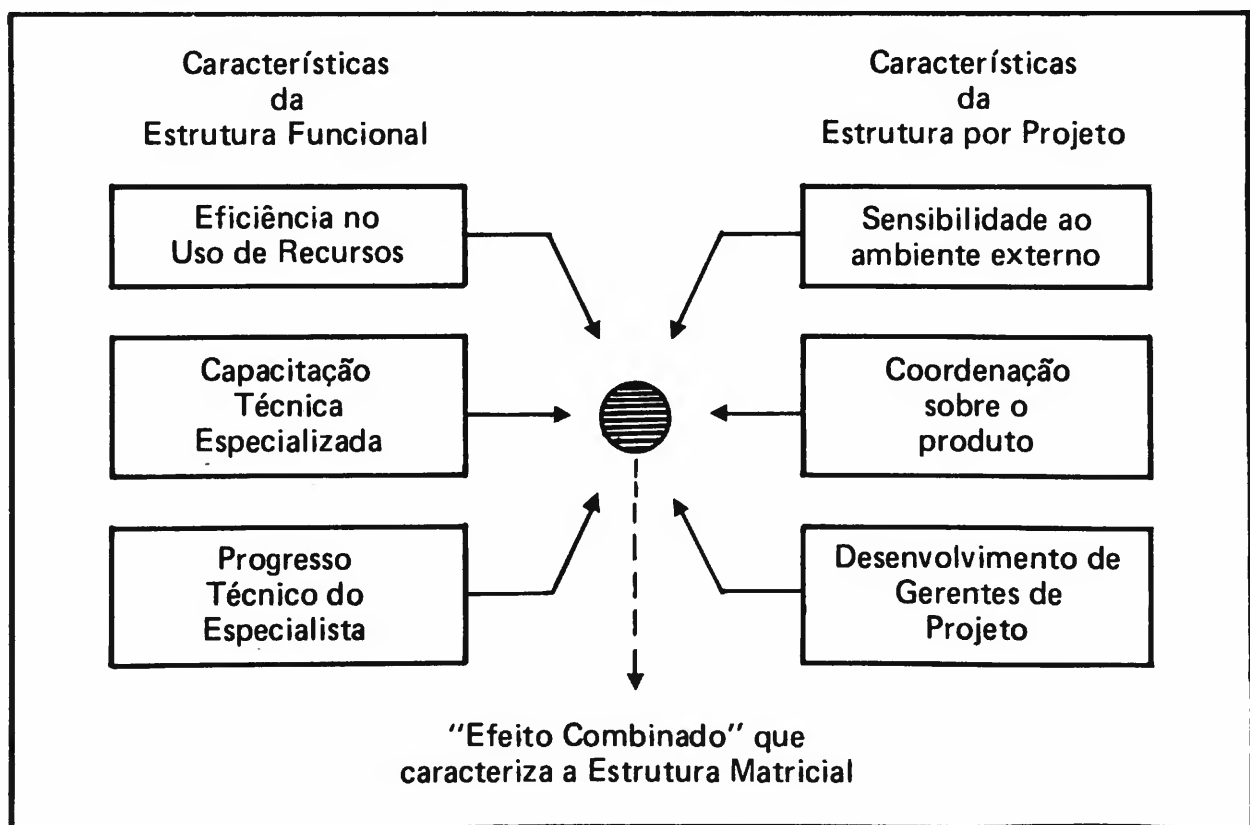 Características
da
Estrutura Funcional
Eficiência no
Uso de Recursos
Capacitação
Técnica
Especializada
Progresso
Técnico do
Especialista
Características
da
Estrutura por Projeto
Sensibilidade ao
ambiente externo
Coordenação
sobre o
produto
Desenvolvimento de
Gerentes de
Projeto
"Efeito Combinado" que
caracteriza a Estrutura Matricial